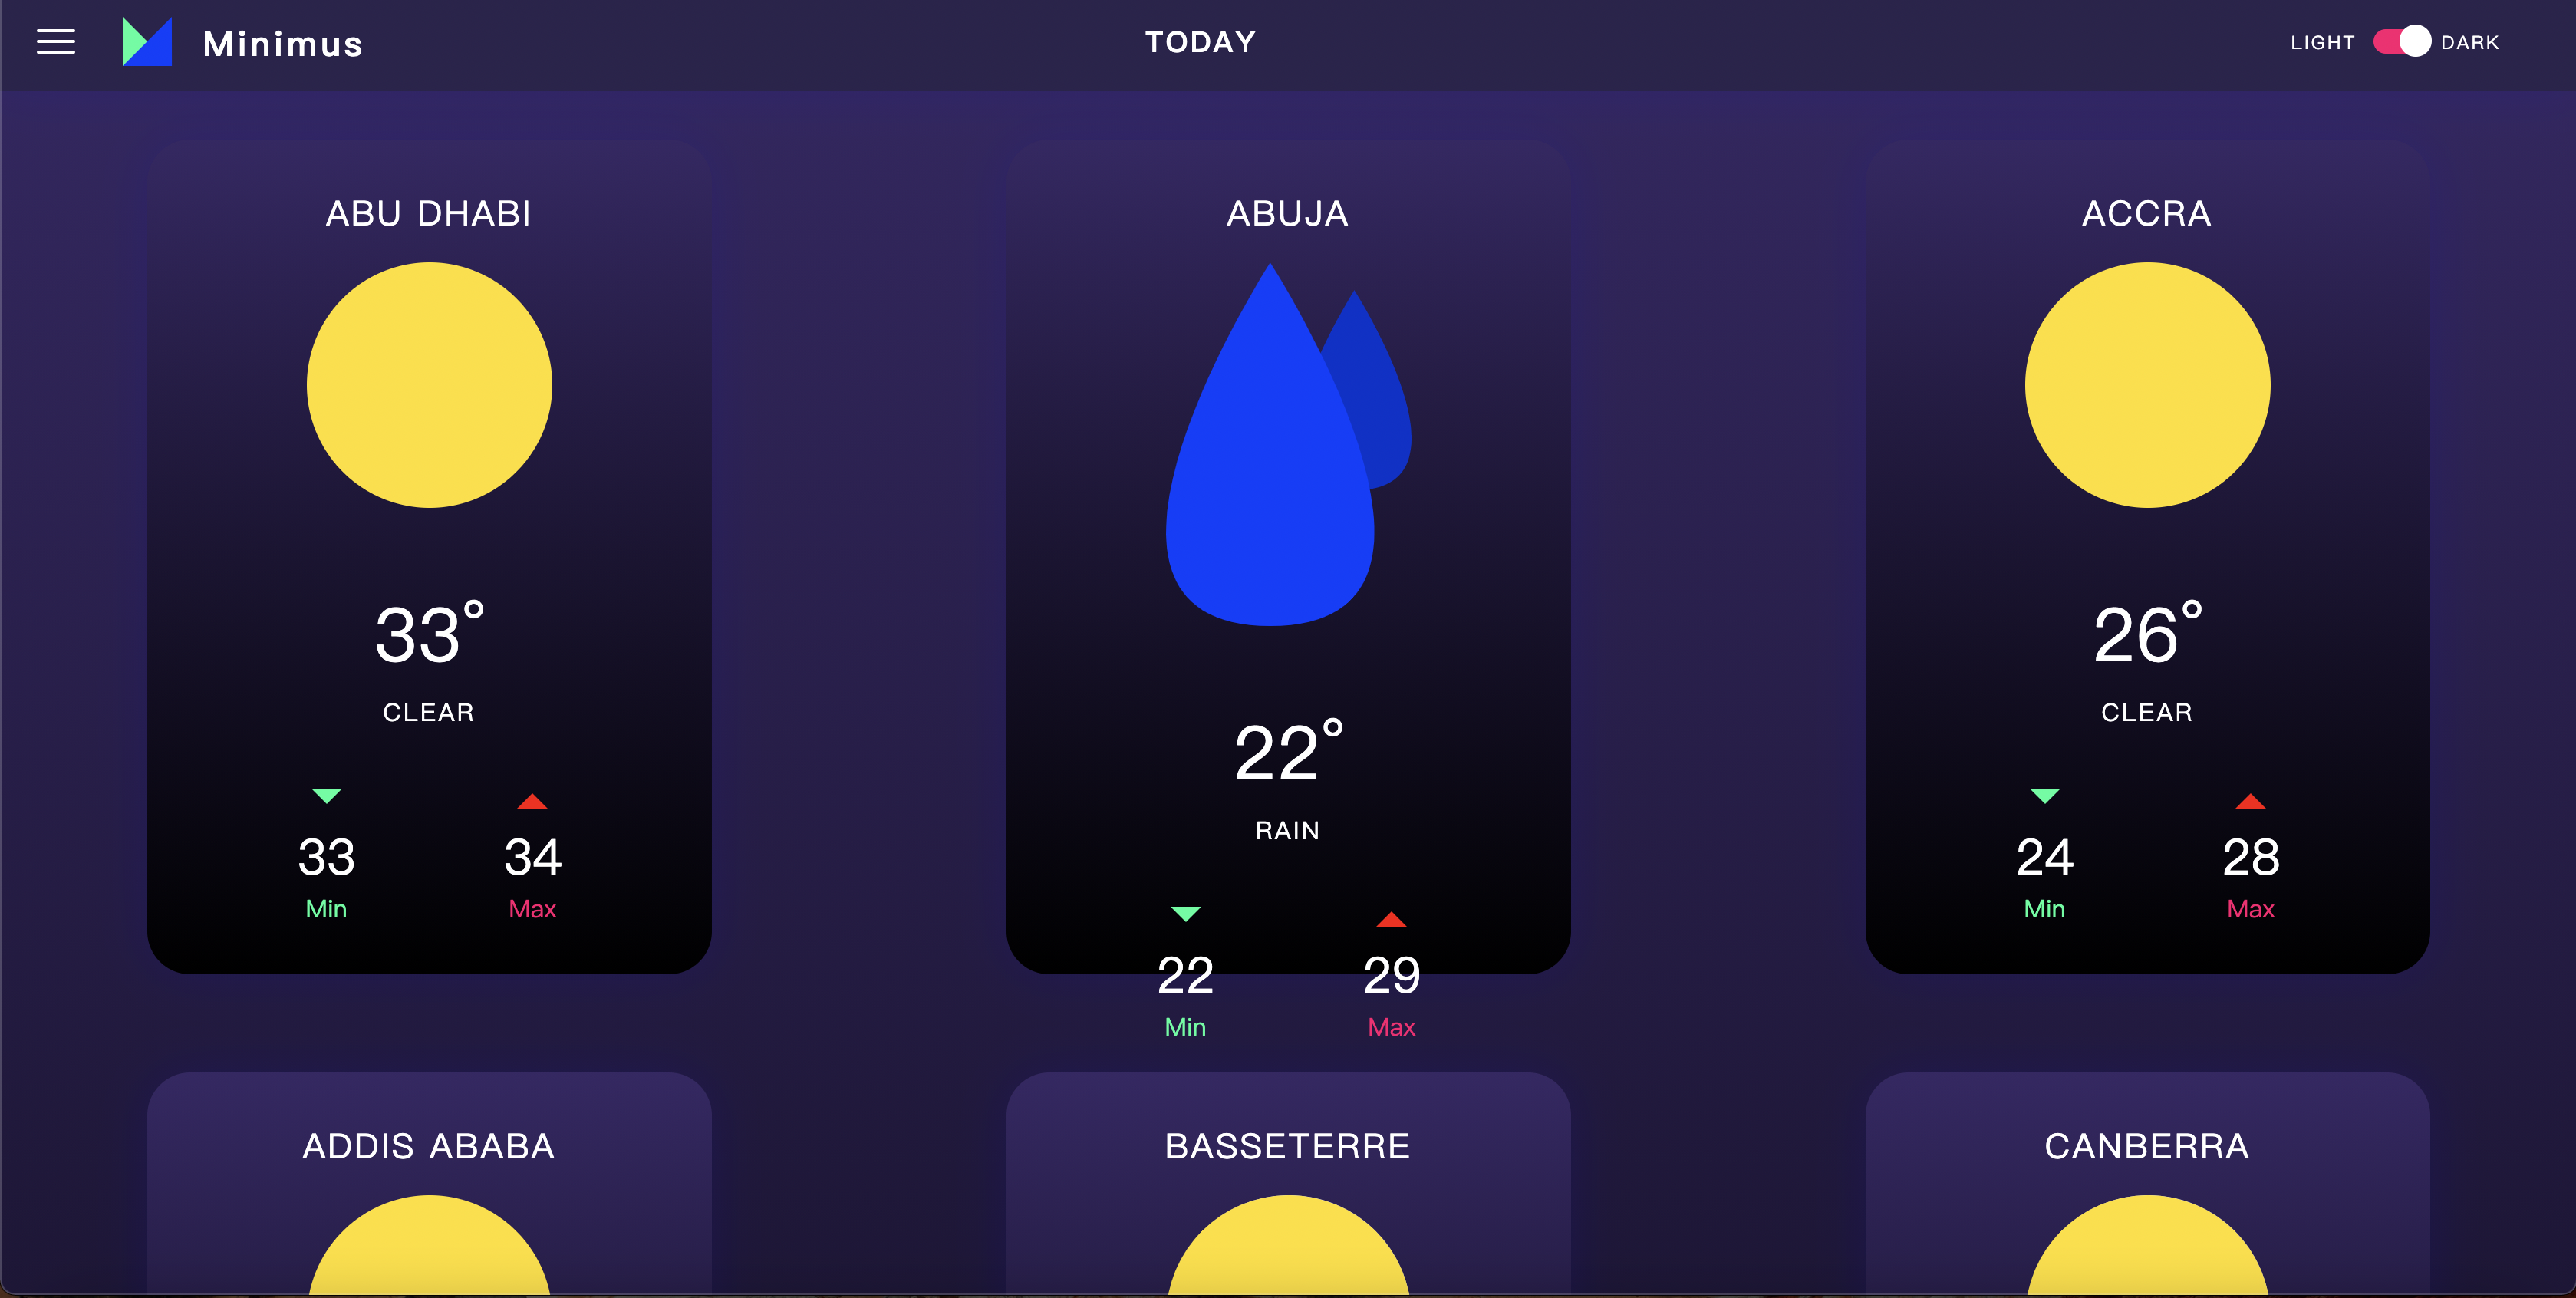 Minimus
TODAY
LIGHT DARK
ABU DHABI
33°
CLEAR
33 34
Min Max
ABUJA
22°
RAIN
22 29
Min Max
ACCRA
26°
CLEAR
24 28
Min Max
ADDIS ABABA
BASSETERRE
CANBERRA